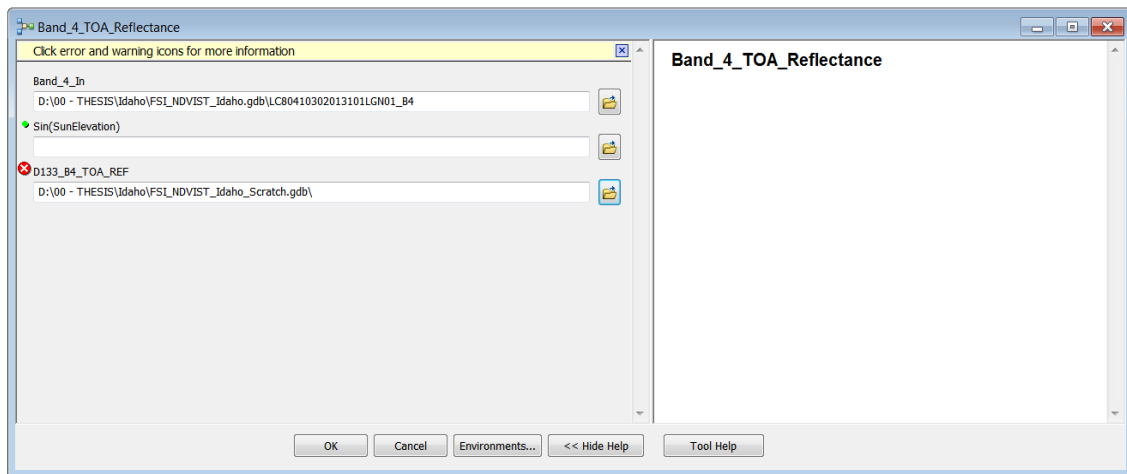 Band_4_TOA_Reflectance
Click error and warning icons for more information
Band_4_In
D:\00 - THESIS\Idaho\FSI_NDVIST_Idaho.gdb\LC80410302013101LGN01_B4
Sin(SunElevation)
D133_B4_TOA_REF
D:\00 - THESIS\Idaho\FSI_NDVIST_Idaho_Scratch.gdb\
Band_4_TOA_Reflectance
OK Cancel Environments... << Hide Help Tool Help